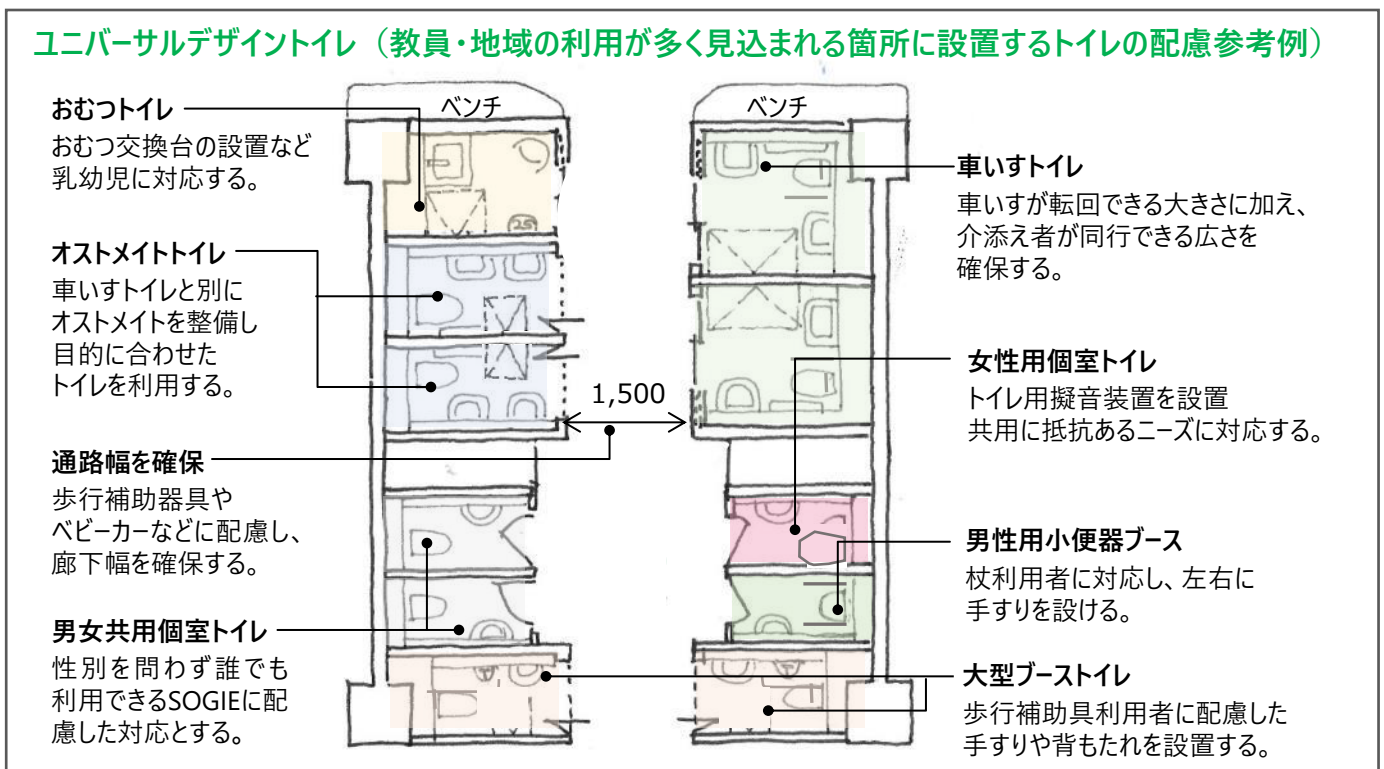 ユニバーサルデザイントイレ（教員・地域の利用が多く見込まれる箇所に設置するトイレの配慮参考例）
ベンチ
ベンチ
おむつトイレ
おむつ交換台の設置など
乳幼児に対応する。
オストメイトトイレ
車いすトイレと別に
オストメイトを整備し
目的に合わせた
トイレを利用する。
通路幅を確保
歩行補助器具や
ベビーカーなどに配慮し、
廊下幅を確保する。
男女共用個室トイレ
性別を問わず誰でも
利用できるSOGIEに配
慮した対応とする。
1,500
車いすトイレ
車いすが転回できる大きさに加え、
介添え者が同行できる広さを
確保する。
女性用個室トイレ
トイレ用擬音装置を設置
共用に抵抗あるニーズに対応する。
男性用小便器ブース
杖利用者に対応し、左右に
手すりを設ける。
大型ブーストイレ
歩行補助具利用者に配慮した
手すりや背もたれを設置する。